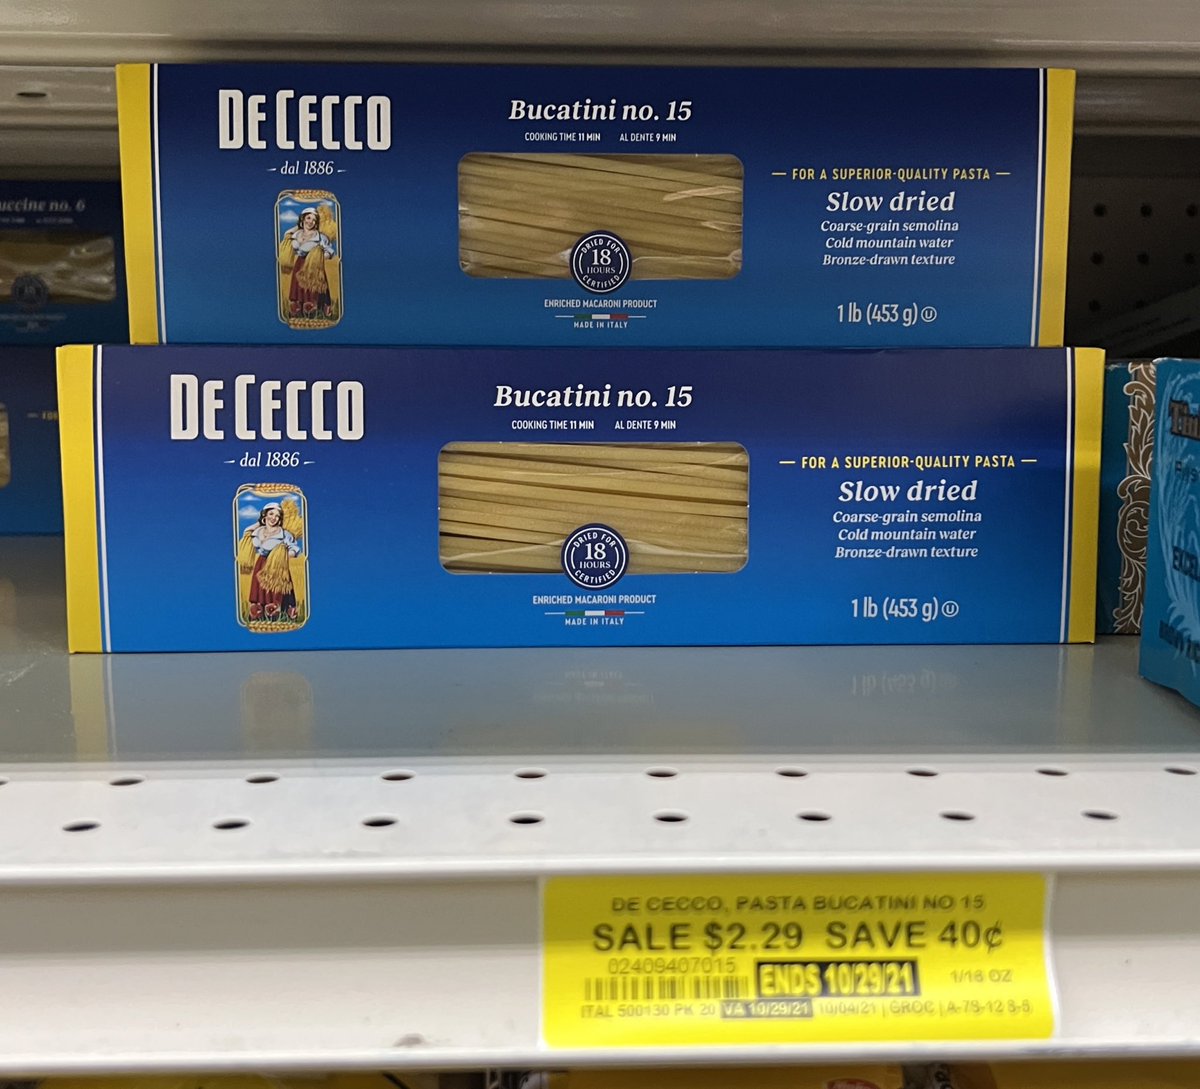 DE CECCO
dal 1886
Bucatini no. 15
COOKING TIME 11 MIN AL DENTE 9 MIN
DRIED FOR
18
HOURS
CERTIFIED
ENRICHED MACARONI PRODUCT
MADE IN ITALY
— FOR A SUPERIOR-QUALITY PASTA —
Slow dried
Coarse-grain semolina
Cold mountain water
Bronze-drawn texture
1 lb (453 g) U
uccine no. 6
DE CECCO
dal 1886
Bucatini no. 15
COOKING TIME 11 MIN AL DENTE 9 MIN
DRIED FOR
18
HOURS
CERTIFIED
ENRICHED MACARONI PRODUCT
MADE IN ITALY
— FOR A SUPERIOR-QUALITY PASTA —
Slow dried
Coarse-grain semolina
Cold mountain water
Bronze-drawn texture
1 lb (453 g) U
DE CECCO, PASTA BUCATINI NO 15
SALE $2.29 SAVE 40¢
02409407015
ENDS 10/29/21
1/16 OZ
ITAL 500130 PK 20 VA 10/29/21 10/04/21 | GROC |